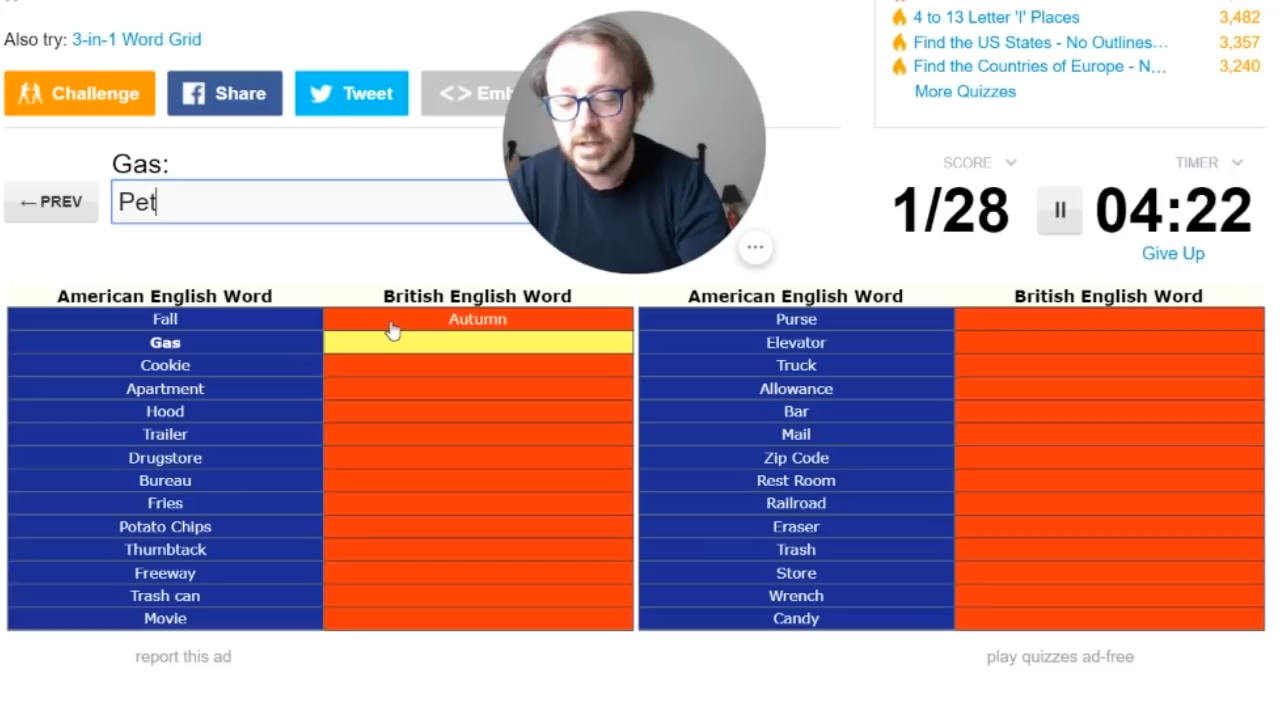 Also try: 3-in-1 Word Grid
Challenge
Share
Tweet
<> Emb
4 to 13 Letter 'I' Places 3,482
Find the US States - No Outlines... 3,357
Find the Countries of Europe - N... 3,240
More Quizzes
Gas:
← PREV
Pet
SCORE
TIMER
1/28
04:22
Give Up
American English Word British English Word
Fall Autumn
Gas
Cookie
Apartment
Hood
Trailer
Drugstore
Bureau
Fries
Potato Chips
Thumbtack
Freeway
Trash can
Movie
American English Word British English Word
Purse
Elevator
Truck
Allowance
Bar
Mail
Zip Code
Rest Room
Railroad
Eraser
Trash
Store
Wrench
Candy
report this ad
play quizzes ad-free